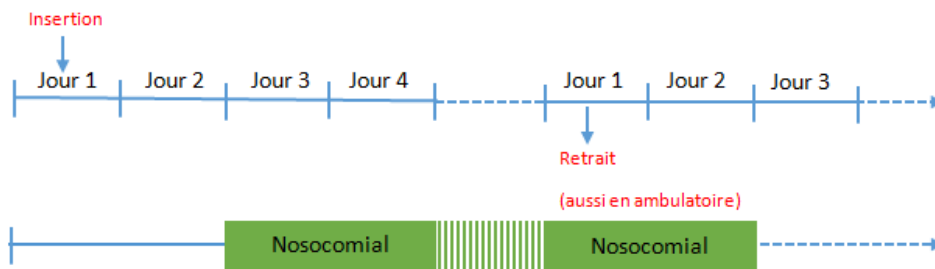 Insertion
Jour 1 Jour 2 Jour 3 Jour 4 Jour 1 Jour 2 Jour 3
Retrait
(aussi en ambulatoire)
Nosocomial Nosocomial